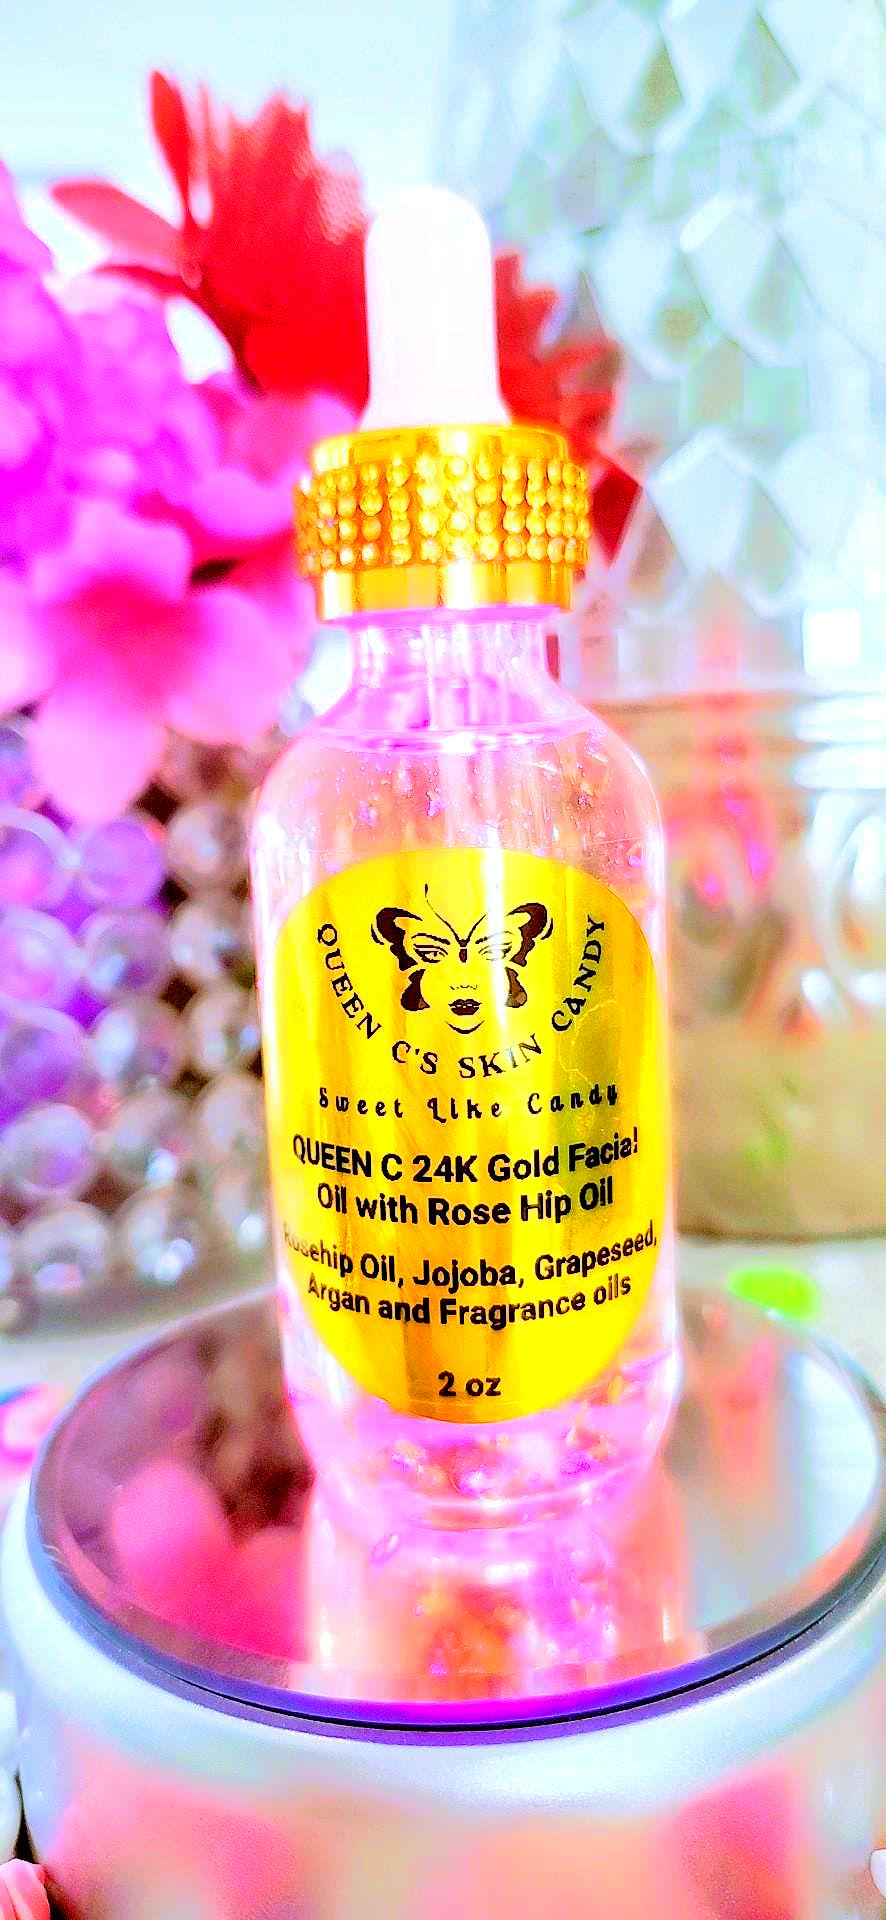 QUEEN C'S SKIN CANDY
Sweet Like Candy
QUEEN C 24K Gold Facial
Oil with Rose Hip Oil
Rosehip Oil, Jojoba, Grapeseed,
Argan and Fragrance oils
2 oz